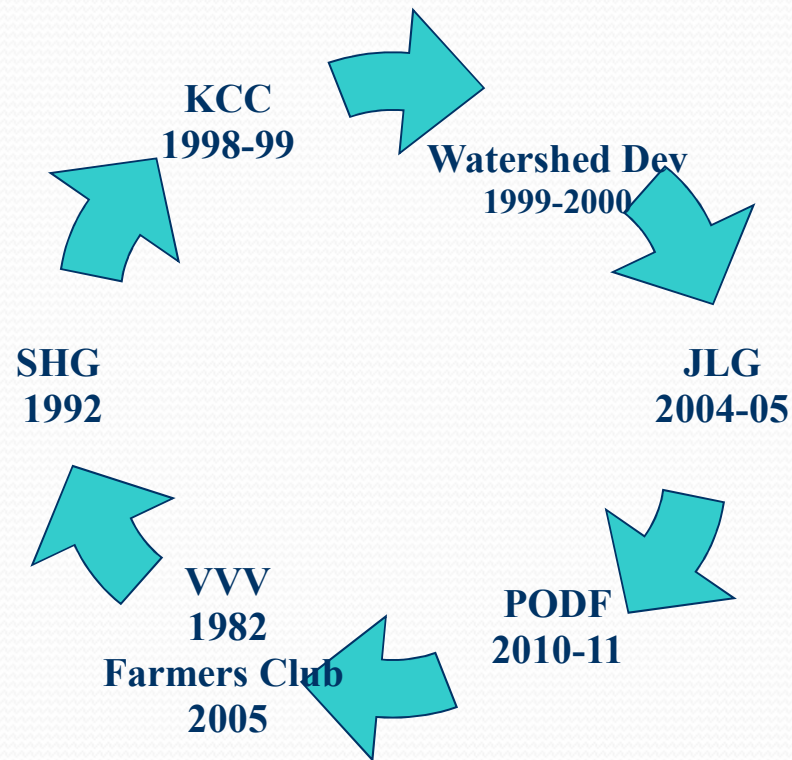 KCC
1998-99
Watershed Dev
1999-2000
SHG
1992
JLG
2004-05
VVV
1982
Farmers Club
2005
PODF
2010-11